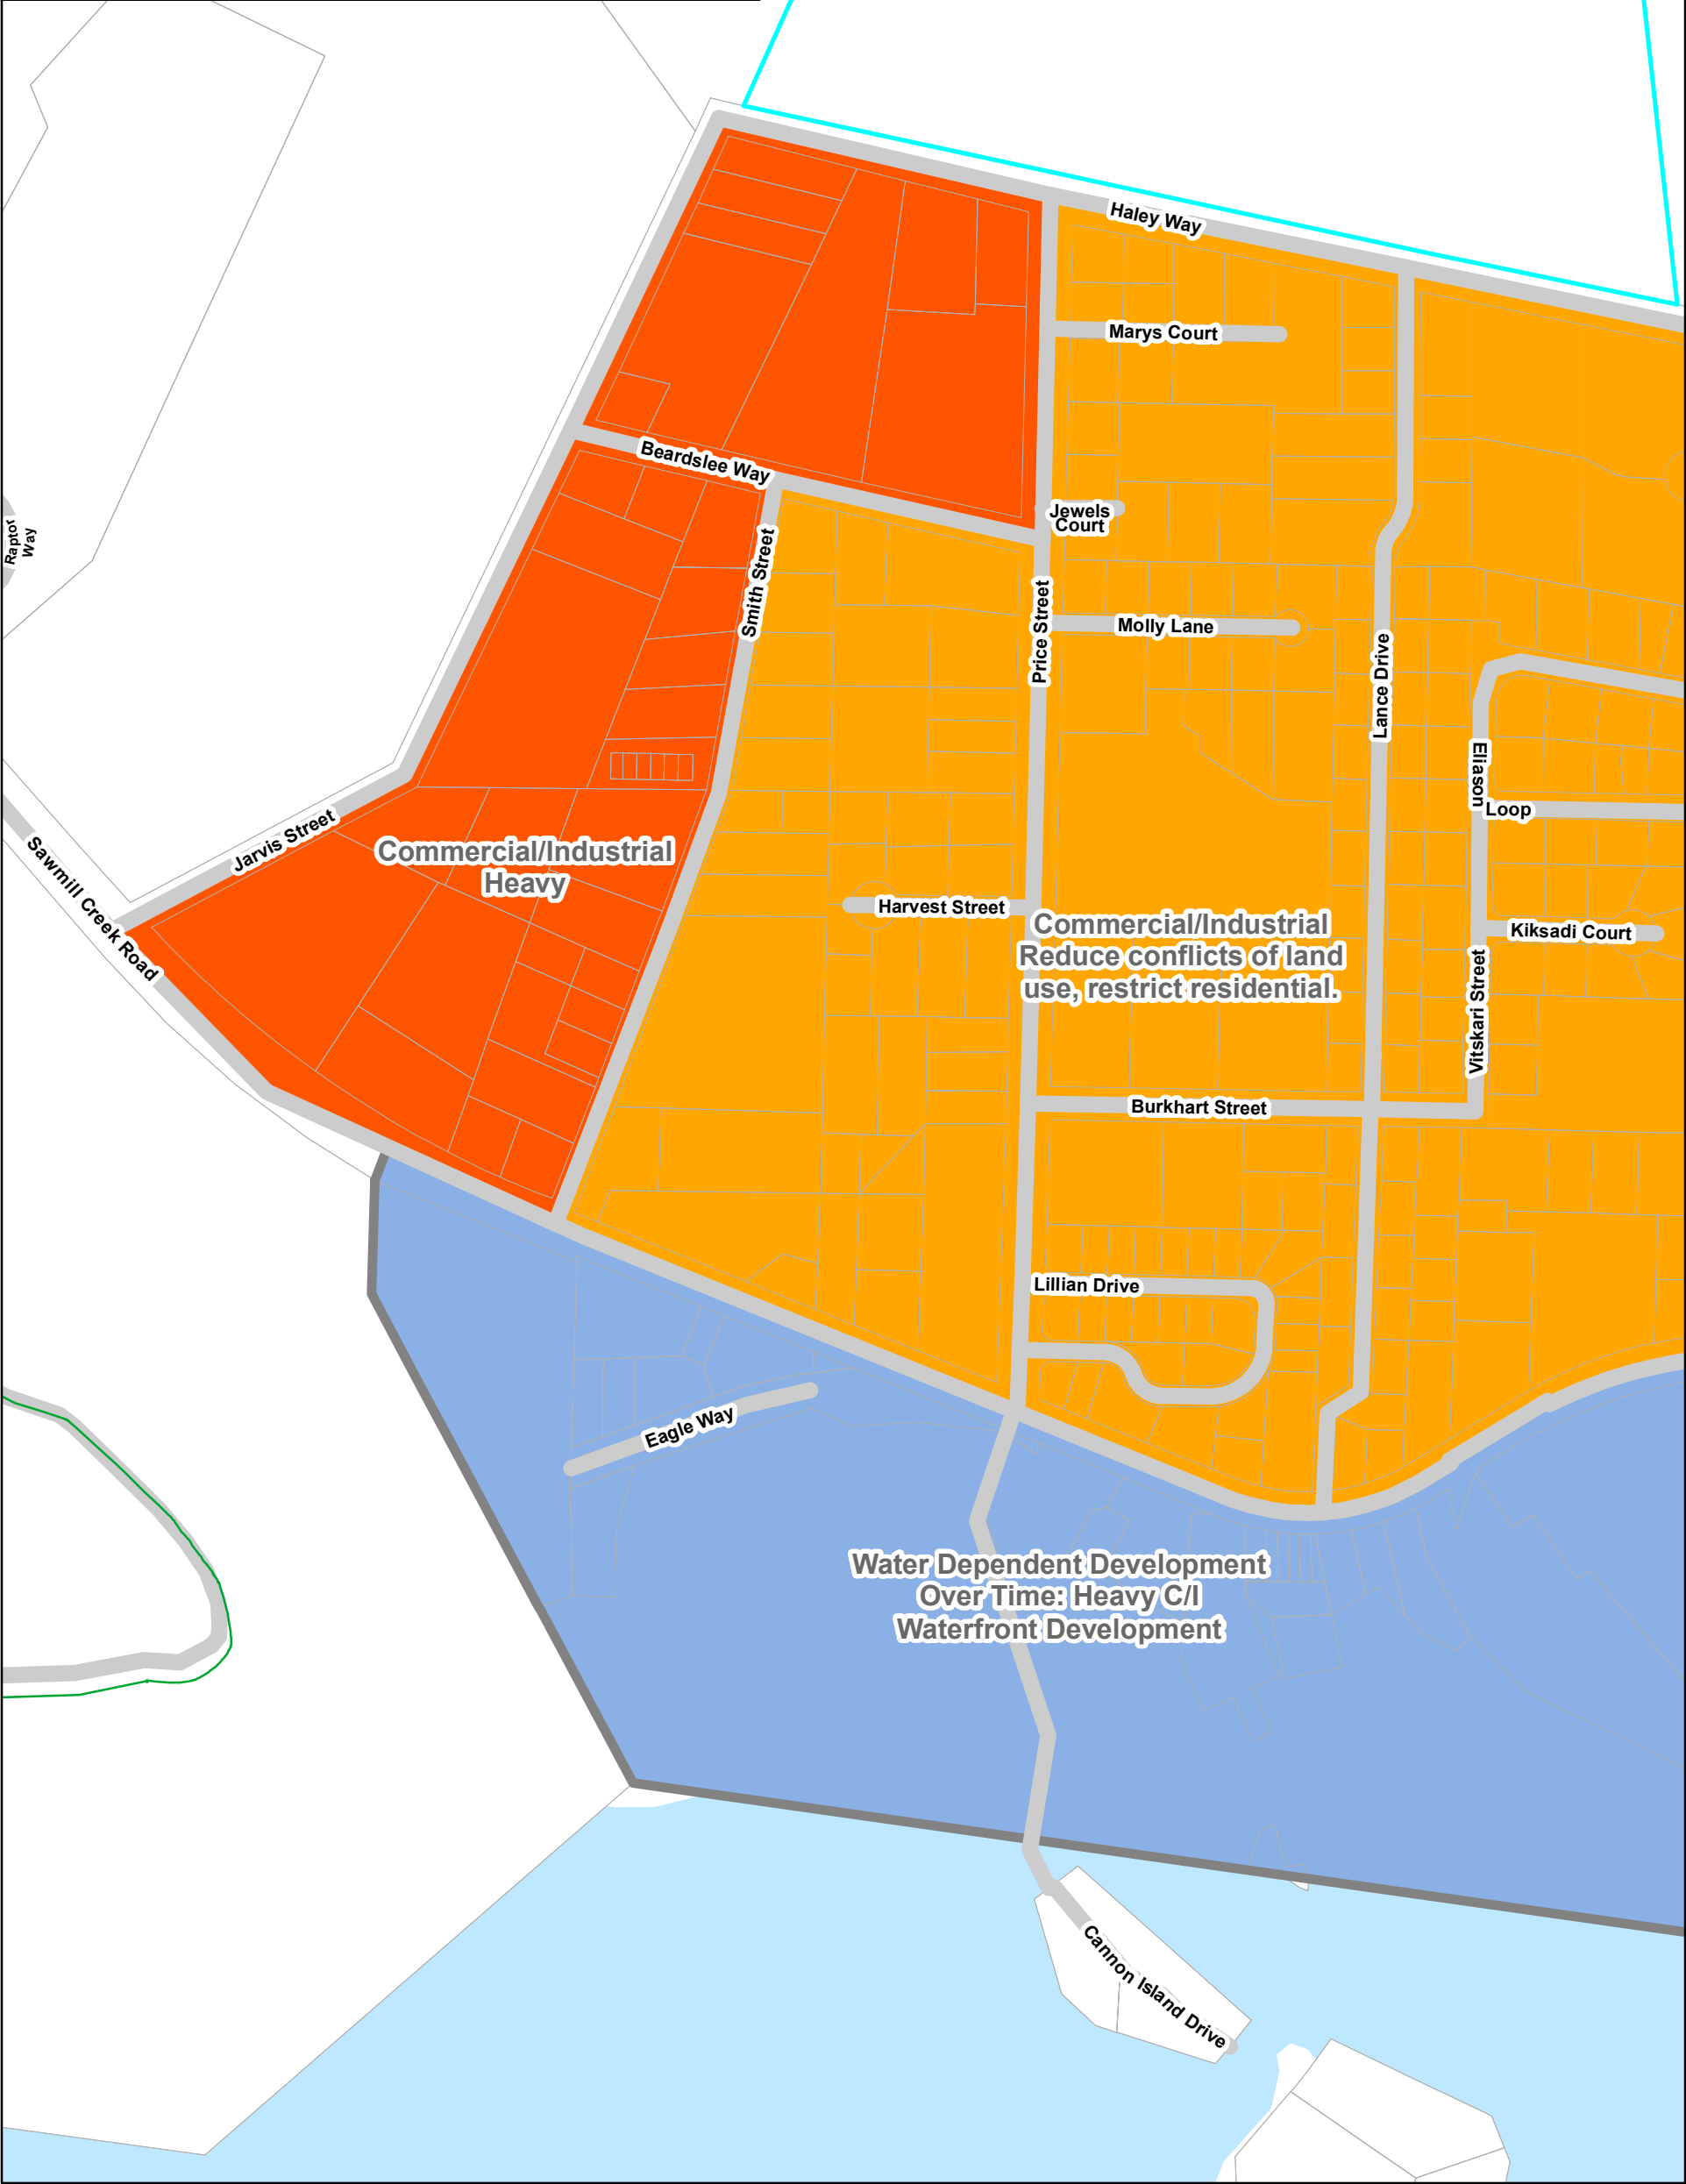 Haley Way
Marys Court
Beardslee Way
Jewels
Court
Raptor
Way
Smith Street
Price Street
Molly Lane
Lance Drive
Eliason
Loop
Jarvis Street
Sawmill Creek Road
Commercial/Industrial
Heavy
Harvest Street
Commercial/Industrial
Reduce conflicts of land
use, restrict residential.
Kiksadi Court
Vitskari Street
Burkhart Street
Lillian Drive
Eagle Way
Water Dependent Development
Over Time: Heavy C/I
Waterfront Development
Cannon Island Drive